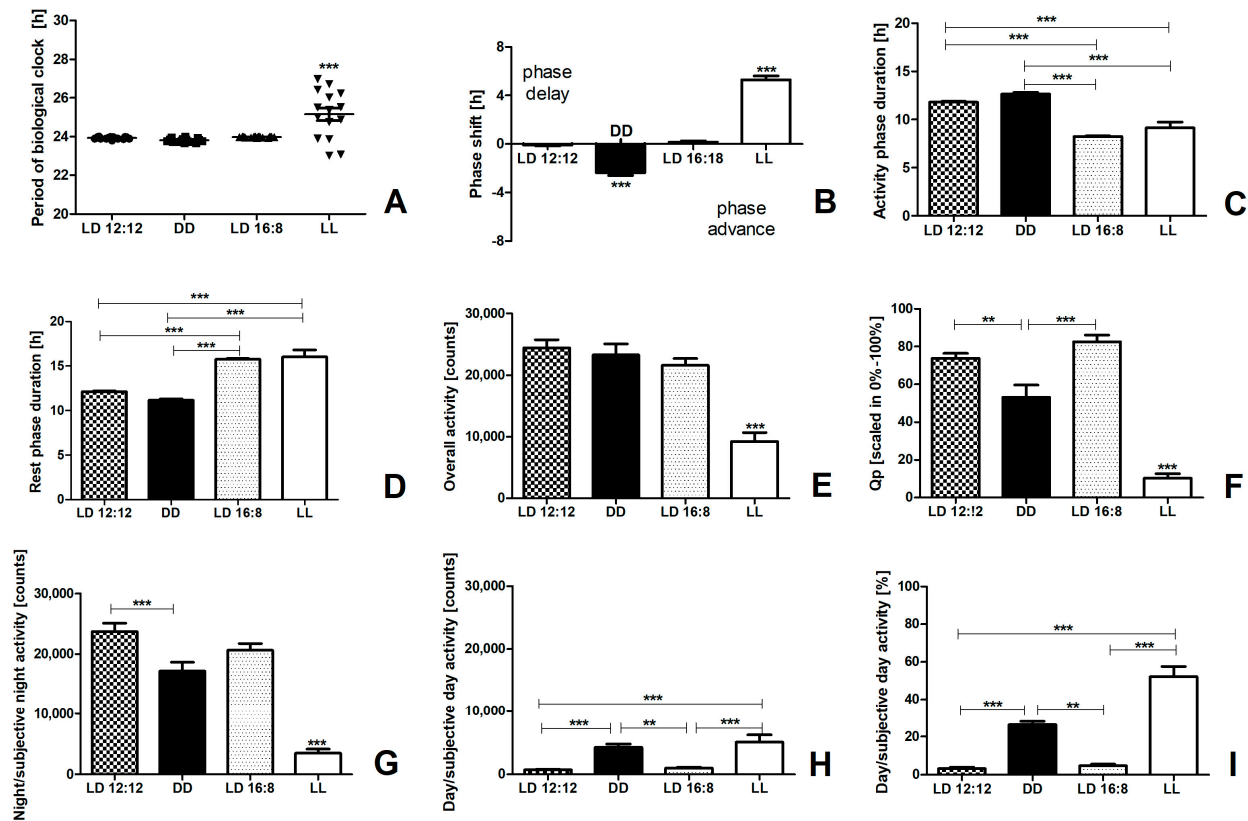 Period of biological clock [h]
30
28
26
24
22
20
***
LD 12:12 DD LD 16:8 LL
A
Phase shift [h]
8
4
0
-4
-8
phase
delay
DD
***
***
LD 12:12 LD 16:18 LL
phase
advance
B
Activity phase duration [h]
20
15
10
5
0
***
***
***
***
LD 12:12 DD LD 16:8 LL
C
Rest phase duration [h]
20
15
10
5
0
***
***
***
***
LD 12:12 DD LD 16:8 LL
D
Overall activity [counts]
30,000
20,000
10,000
0
***
LD 12:12 DD LD 16:8 LL
E
Qp [scaled in 0%-100%]
100
80
60
40
20
0
** ***
***
LD 12:!2 DD LD 16:8 LL
F
Night/subjective night activity [counts]
30,000
20,000
10,000
0
***
***
LD 12:12 DD LD 16:8 LL
G
Day/subjective day activity [counts]
30,000
20,000
10,000
0
***
*** ** ***
LD 12:12 DD LD 16:8 LL
H
Day/subjective day activity [%]
100
80
60
40
20
0
***
***
*** **
LD 12:12 DD LD 16:8 LL
I